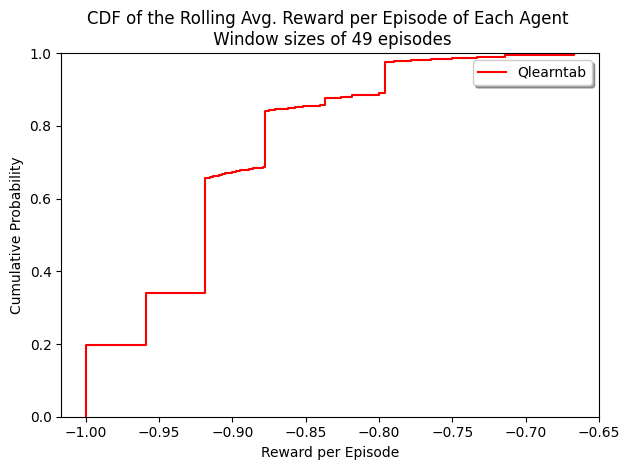 CDF of the Rolling Avg. Reward per Episode of Each Agent
Window sizes of 49 episodes
Qlearntab
Cumulative Probability
1.0
0.8
0.6
0.4
0.2
0.0
−1.00 −0.95 −0.90 −0.85 −0.80 −0.75 −0.70 −0.65
Reward per Episode